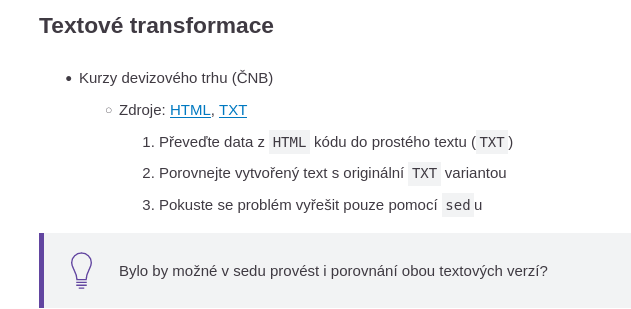 Textové transformace
Kurzy devizového trhu (ČNB)
Zdroje: HTML, TXT
1. Převeďte data z HTML kódu do prostého textu (TXT)
2. Porovnejte vytvořený text s originální TXT variantou
3. Pokuste se problém vyřešit pouze pomocí sedu
Bylo by možné v sedu provést i porovnání obou textových verzí?